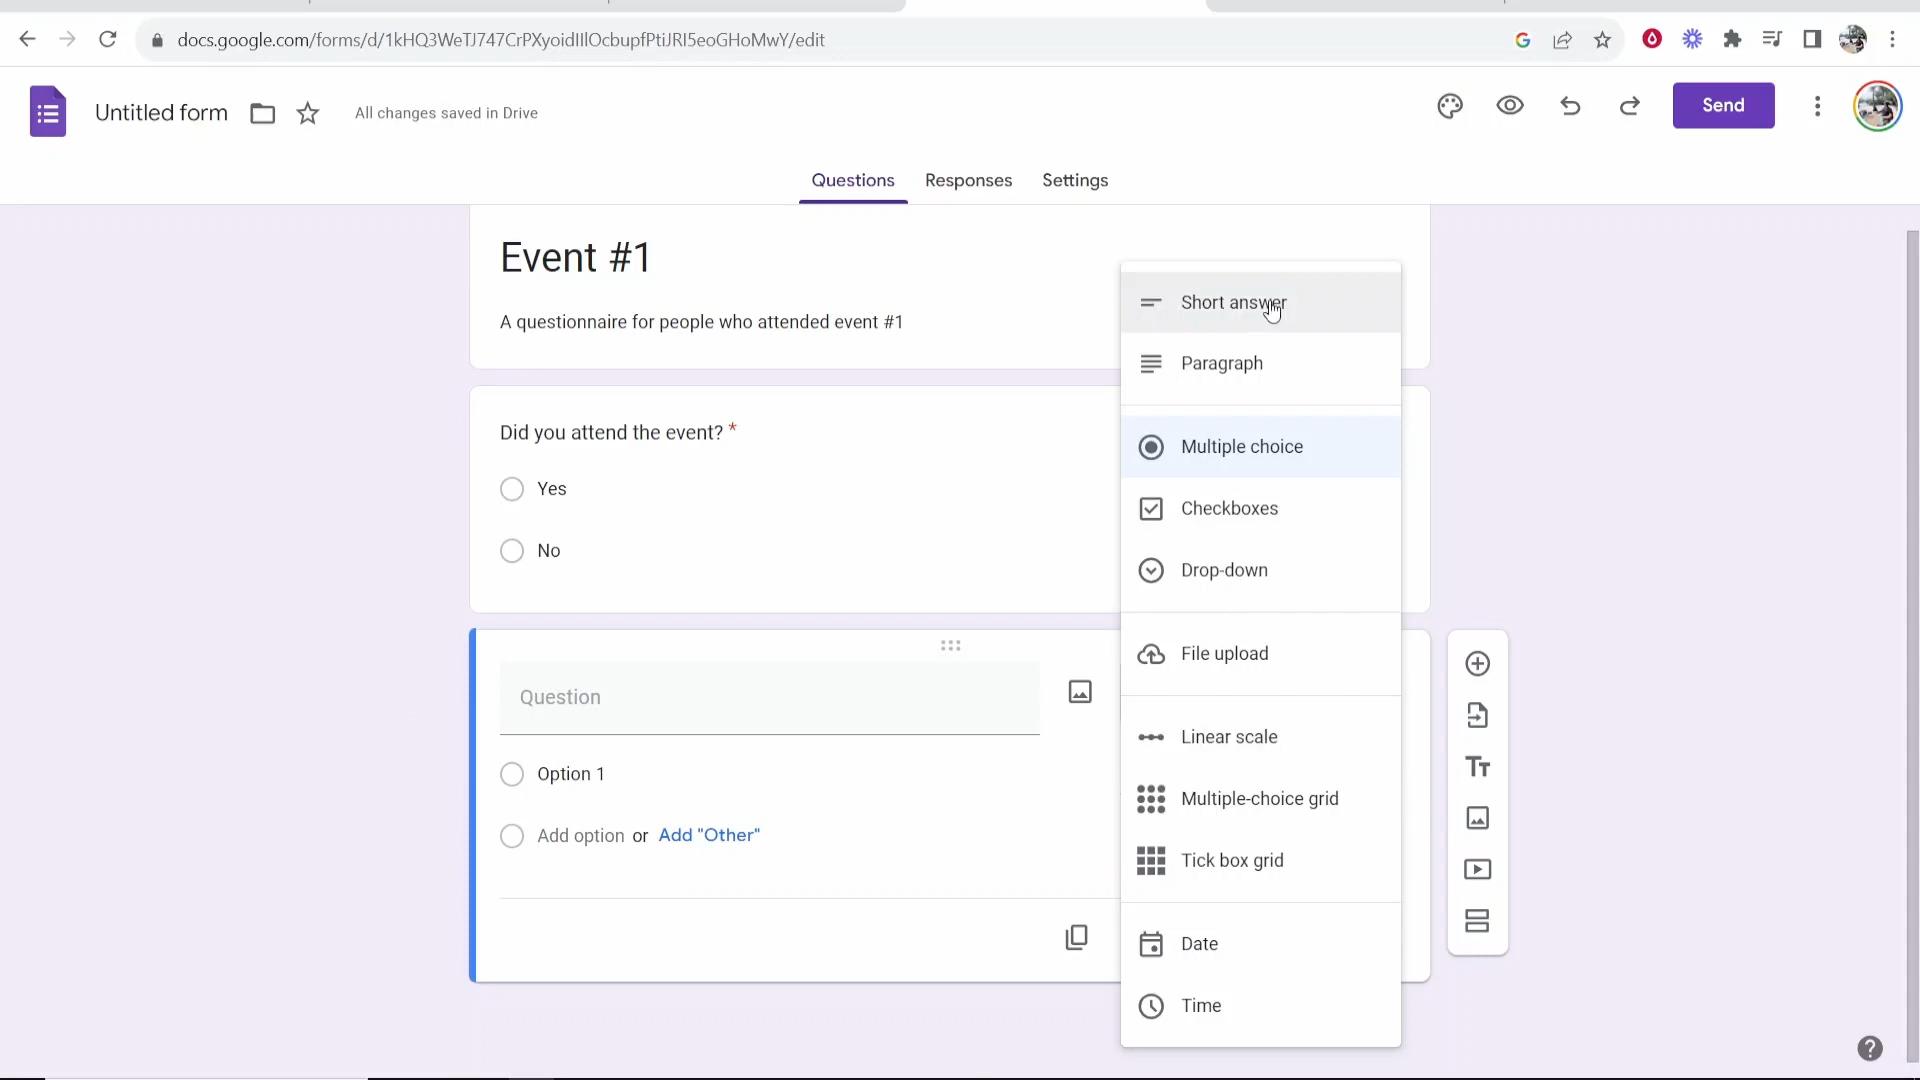 docs.google.com/forms/d/1kHQ3WeTJ747CrPXyoidIIlOcbupfPtiJRI5eoGHoMwY/edit
Untitled form
All changes saved in Drive
Send
Questions
Responses
Settings
Event #1
A questionnaire for people who attended event #1
Did you attend the event? *
Yes
No
Question
Option 1
Add option or Add "Other"
Short answer
Paragraph
Multiple choice
Checkboxes
Drop-down
File upload
Linear scale
Multiple-choice grid
Tick box grid
Date
Time